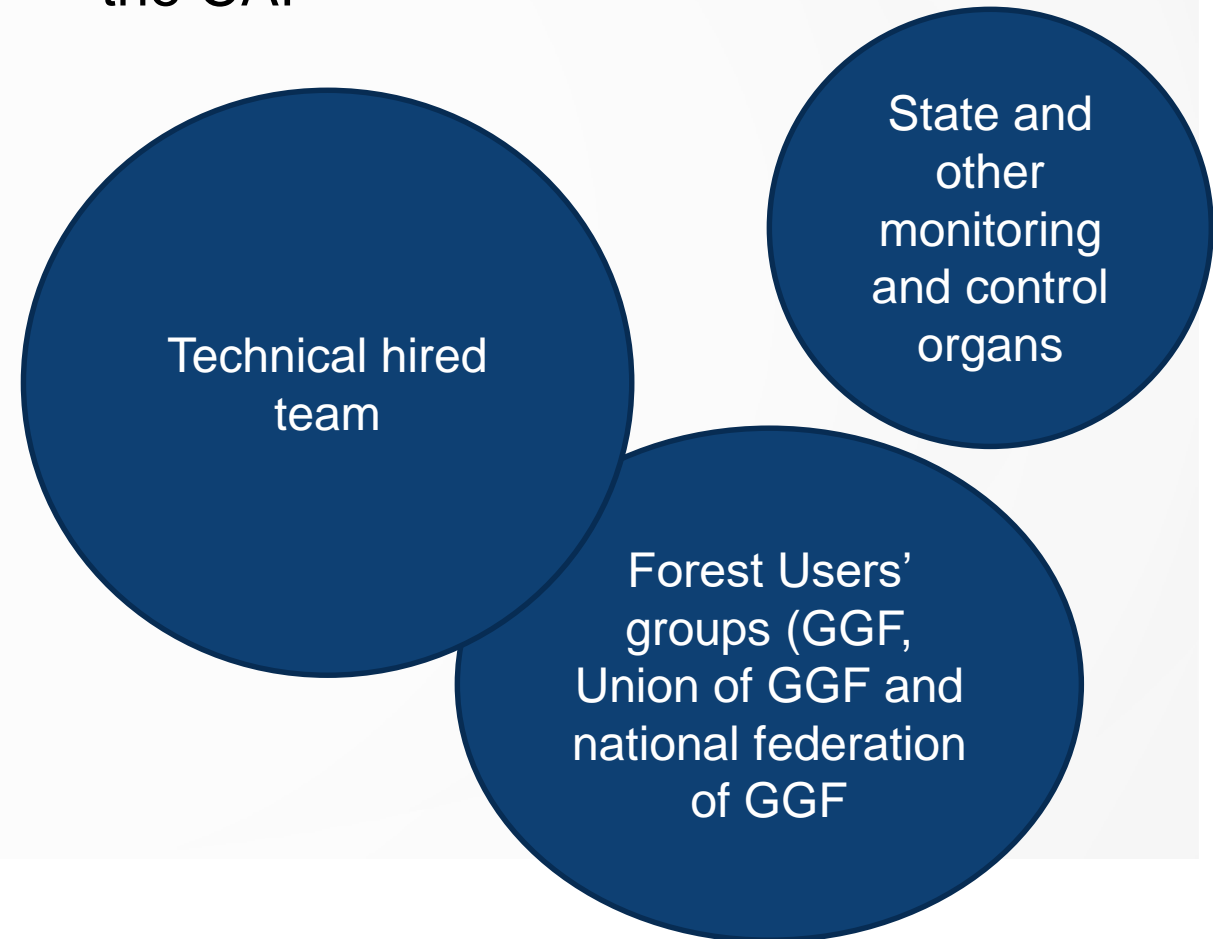 the
State and
other
monitoring
and control
organs
Technical hired
team
Forest Users’
groups (GGF,
Union of GGF and
national federation
of GGF